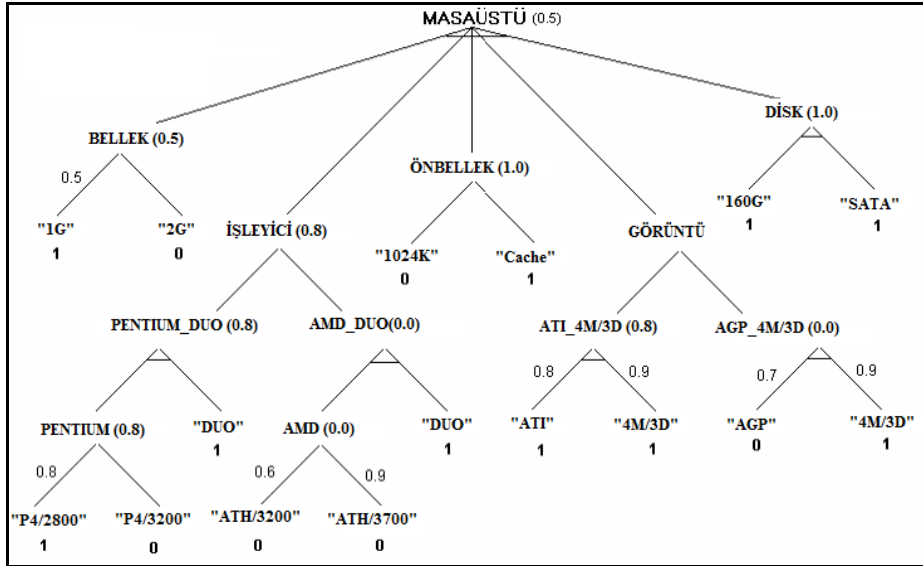 MASAÜSTÜ (0.5)
DİSK (1.0)
BELLEK (0.5)
ÖNBELLEK (1.0)
0.5
"160G"
1
"SATA"
1
"1G"
1
"2G"
0
İŞLEYİCİ (0.8)
GÖRÜNTÜ
"1024K"
0
"Cache"
1
PENTIUM_DUO (0.8)
AMD_DUO(0.0)
ATI_4M/3D (0.8)
AGP_4M/3D (0.0)
0.8
0.9
0.7
0.9
PENTIUM (0.8)
"DUO"
1
AMD (0.0)
"DUO"
1
"ATI"
1
"4M/3D"
1
"AGP"
0
"4M/3D"
1
0.8
0.6
0.9
"P4/2800"
1
"P4/3200"
0
"ATH/3200"
0
"ATH/3700"
0